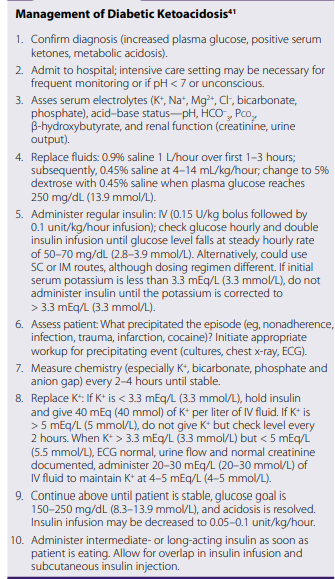 Management of Diabetic Ketoacidosis41
1. Confirm diagnosis (increased plasma glucose, positive serum
ketones, metabolic acidosis).
2. Admit to hospital; intensive care setting may be necessary for
frequent monitoring or if pH < 7 or unconscious.
3. Asses serum electrolytes (K+, Na+, Mg2+, Cl−, bicarbonate,
phosphate), acid–base status—pH, HCO−3, PCO2,
β-hydroxybutyrate, and renal function (creatinine, urine
output).
4. Replace fluids: 0.9% saline 1 L/hour over first 1–3 hours;
subsequently, 0.45% saline at 4–14 mL/kg/hour; change to 5%
dextrose with 0.45% saline when plasma glucose reaches
250 mg/dL (13.9 mmol/L).
5. Administer regular insulin: IV (0.15 U/kg bolus followed by
0.1 unit/kg/hour infusion); check glucose hourly and double
insulin infusion until glucose level falls at steady hourly rate
of 50–70 mg/dL (2.8–3.9 mmol/L). Alternatively, could use
SC or IM routes, although dosing regimen different. If initial
serum potassium is less than 3.3 mEq/L (3.3 mmol/L), do not
administer insulin until the potassium is corrected to
> 3.3 mEq/L (3.3 mmol/L).
6. Assess patient: What precipitated the episode (eg, nonadherence,
infection, trauma, infarction, cocaine)? Initiate appropriate
workup for precipitating event (cultures, chest x-ray, ECG).
7. Measure chemistry (especially K+, bicarbonate, phosphate and
anion gap) every 2–4 hours until stable.
8. Replace K+: If K+ is < 3.3 mEq/L (3.3 mmol/L), hold insulin
and give 40 mEq (40 mmol) of K+ per liter of IV fluid. If K+ is
> 5 mEq/L (5 mmol/L), do not give K+ but check level every
2 hours. When K+ > 3.3 mEq/L (3.3 mmol/L) but < 5 mEq/L
(5.5 mmol/L), ECG normal, urine flow and normal creatinine
documented, administer 20–30 mEq/L (20–30 mmol/L) of
IV fluid to maintain K+ at 4–5 mEq/L (4–5 mmol/L).
9. Continue above until patient is stable, glucose goal is
150–250 mg/dL (8.3–13.9 mmol/L), and acidosis is resolved.
Insulin infusion may be decreased to 0.05–0.1 unit/kg/hour.
10. Administer intermediate- or long-acting insulin as soon as
patient is eating. Allow for overlap in insulin infusion and
subcutaneous insulin injection.